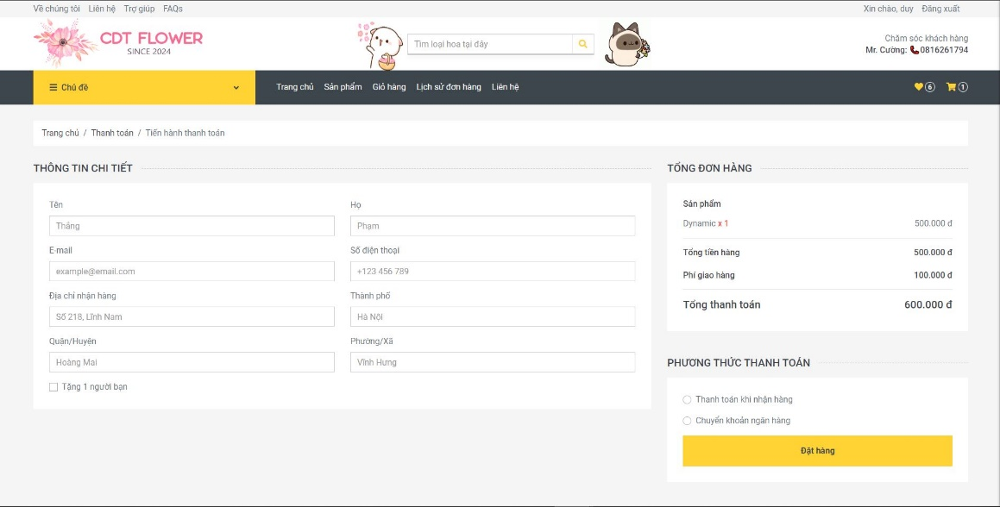 Về chúng tôi Liên hệ Trợ giúp FAQs
Xin chào, duy Đăng xuất
CDT FLOWER
SINCE 2024
Tìm loại hoa tại đây
Chăm sóc khách hàng
Mr. Cường: 0816261794
Chủ đề
Trang chủ Sản phẩm Giỏ hàng Lịch sử đơn hàng Liên hệ
6 1
Trang chủ / Thanh toán / Tiến hành thanh toán
THÔNG TIN CHI TIẾT
Tên Họ
Thắng Phạm
E-mail Số điện thoại
example@email.com +123 456 789
Địa chỉ nhận hàng Thành phố
Số 218, Lĩnh Nam Hà Nội
Quận/Huyện Phường/Xã
Hoàng Mai Vĩnh Hưng
Tặng 1 người bạn
TỔNG ĐƠN HÀNG
Sản phẩm
Dynamic x 1 500.000 đ
Tổng tiền hàng 500.000 đ
Phí giao hàng 100.000 đ
Tổng thanh toán 600.000 đ
PHƯƠNG THỨC THANH TOÁN
Thanh toán khi nhận hàng
Chuyển khoản ngân hàng
Đặt hàng